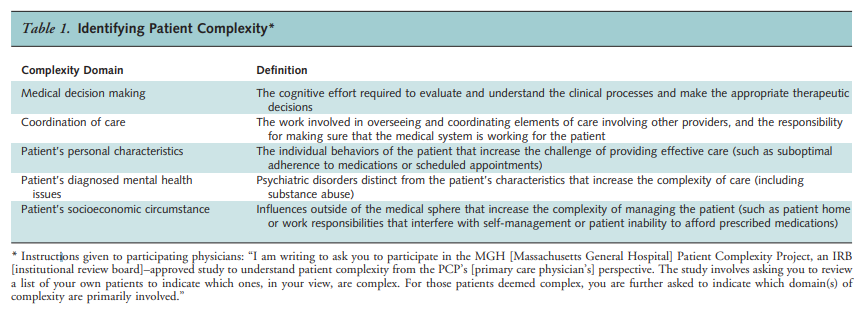 Table 1. Identifying Patient Complexity*
Complexity Domain Definition
Medical decision making The cognitive effort required to evaluate and understand the clinical processes and make the appropriate therapeutic
decisions
Coordination of care The work involved in overseeing and coordinating elements of care involving other providers, and the responsibility
for making sure that the medical system is working for the patient
Patient's personal characteristics The individual behaviors of the patient that increase the challenge of providing effective care (such as suboptimal
adherence to medications or scheduled appointments)
Patient's diagnosed mental health Psychiatric disorders distinct from the patient's characteristics that increase the complexity of care (including
issues substance abuse)
Patient's socioeconomic circumstance Influences outside of the medical sphere that increase the complexity of managing the patient (such as patient home
or work responsibilities that interfere with self-management or patient inability to afford prescribed medications)
* Instructions given to participating physicians: “I am writing to ask you to participate in the MGH [Massachusetts General Hospital] Patient Complexity Project, an IRB
[institutional review board]–approved study to understand patient complexity from the PCP's [primary care physician's] perspective. The study involves asking you to review
a list of your own patients to indicate which ones, in your view, are complex. For those patients deemed complex, you are further asked to indicate which domain(s) of
complexity are primarily involved.”